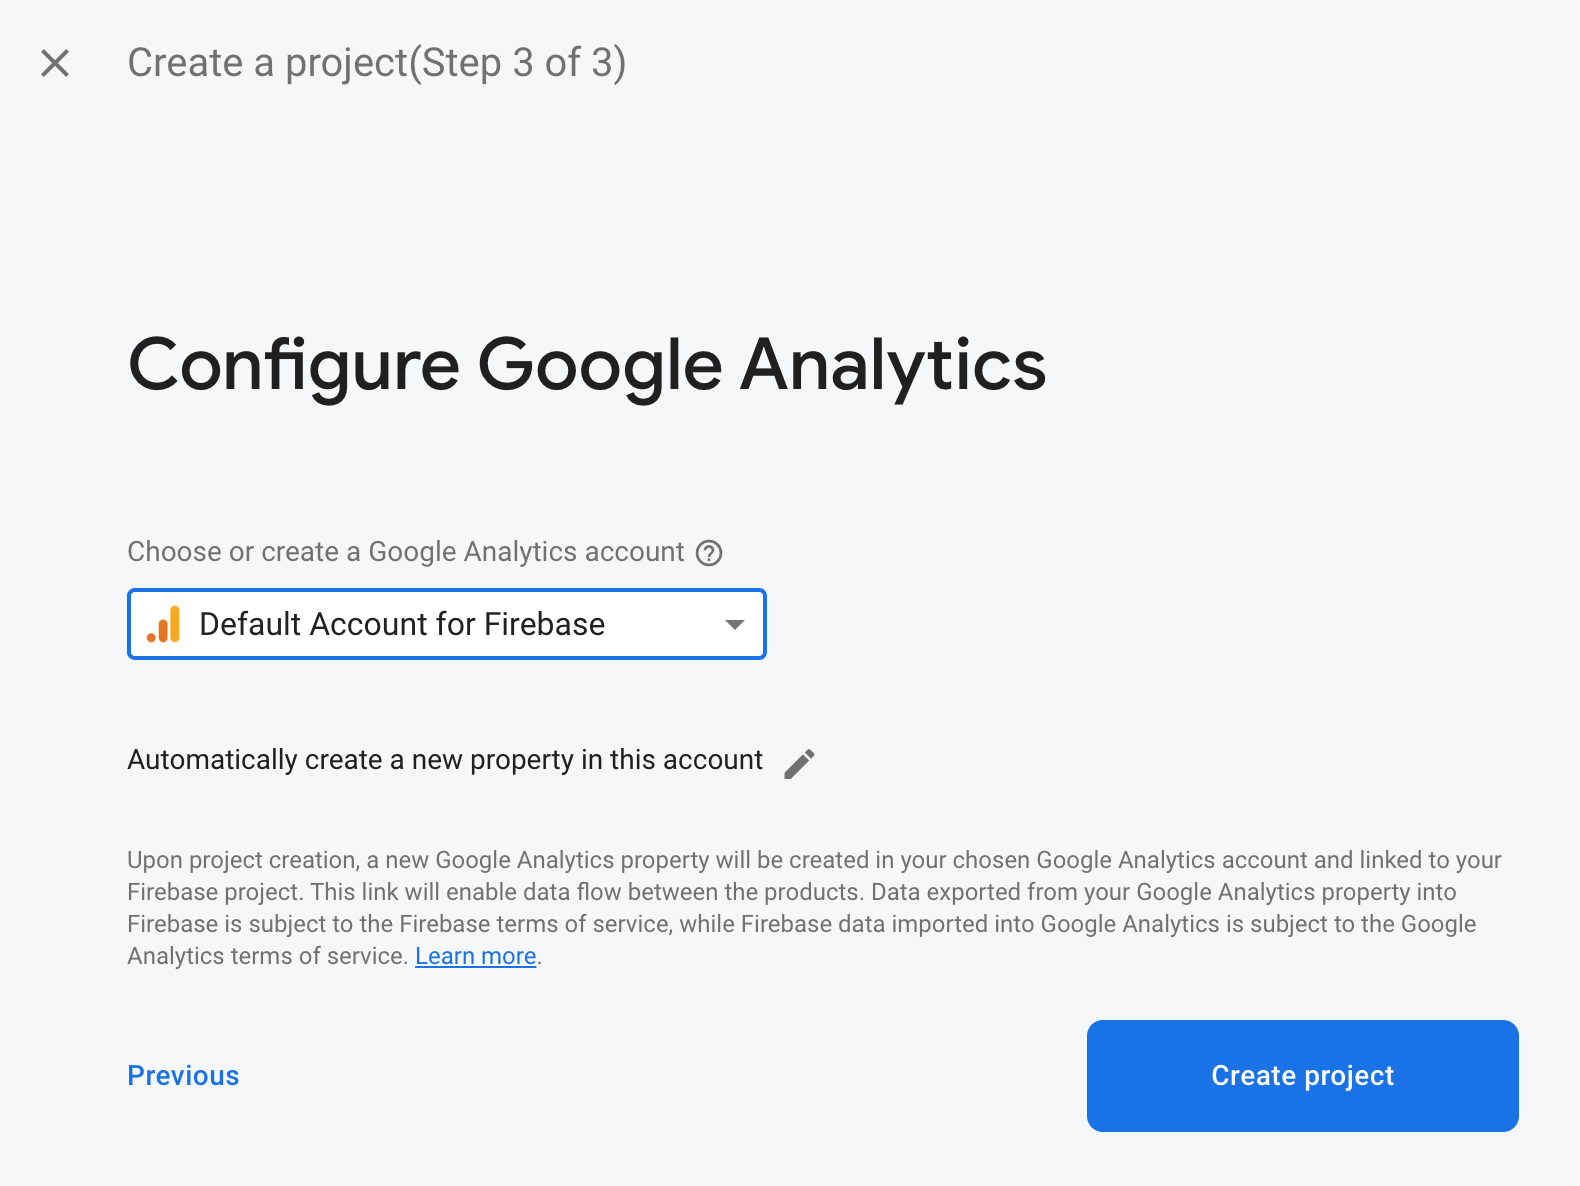 Create a project(Step 3 of 3)
Configure Google Analytics
Choose or create a Google Analytics account
Default Account for Firebase
Automatically create a new property in this account
Upon project creation, a new Google Analytics property will be created in your chosen Google Analytics account and linked to your
Firebase project. This link will enable data flow between the products. Data exported from your Google Analytics property into
Firebase is subject to the Firebase terms of service, while Firebase data imported into Google Analytics is subject to the Google
Analytics terms of service. Learn more.
Previous
Create project